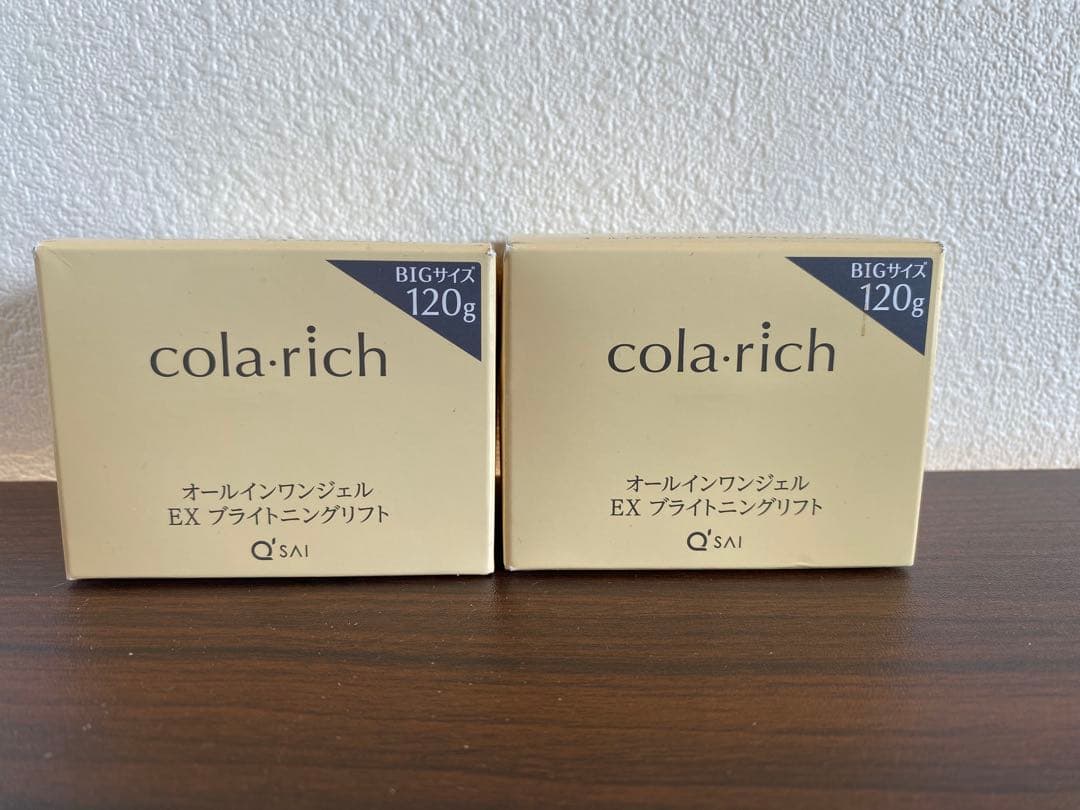 BIGサイズ
120g
cola·rich
オールインワンジェル
EX ブライトニングリフト
Q'SAI
BIGサイズ
120g
cola·rich
オールインワンジェル
EX ブライトニングリフト
Q'SAI